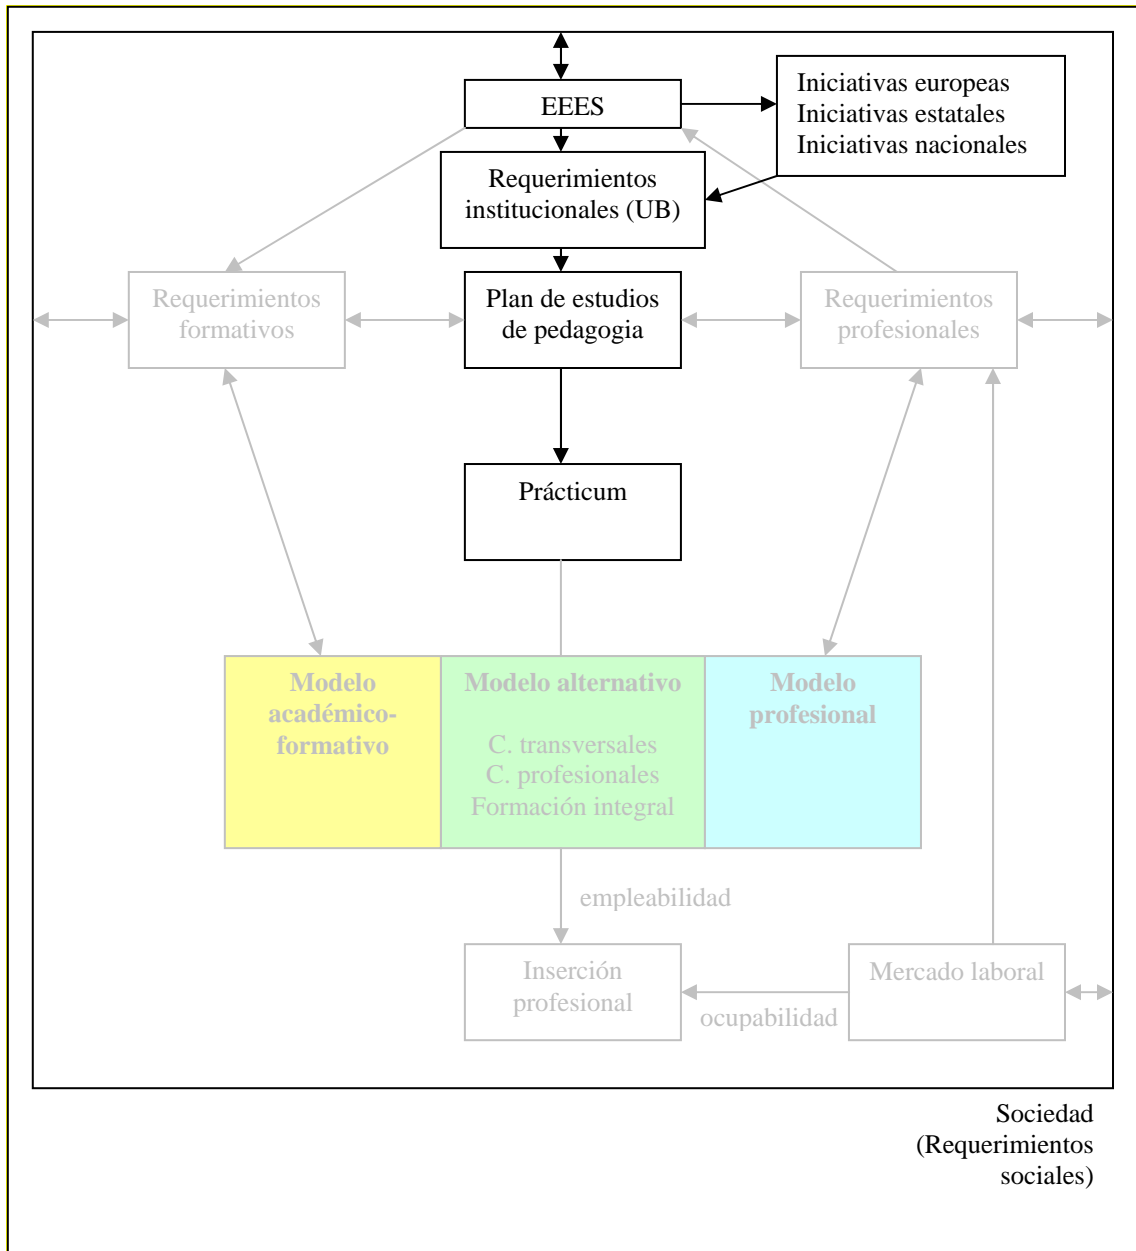 EEES
Iniciativas europeas
Iniciativas estatales
Iniciativas nacionales
Requerimientos
institucionales (UB)
Requerimientos
formativos
Plan de estudios
de pedagogia
Requerimientos
profesionales
Prácticum
Modelo
académico-
formativo
Modelo alternativo
C. transversales
C. profesionales
Formación integral
Modelo
profesional
empleabilidad
Inserción
profesional
ocupabilidad
Mercado laboral
Sociedad
(Requerimientos
sociales)